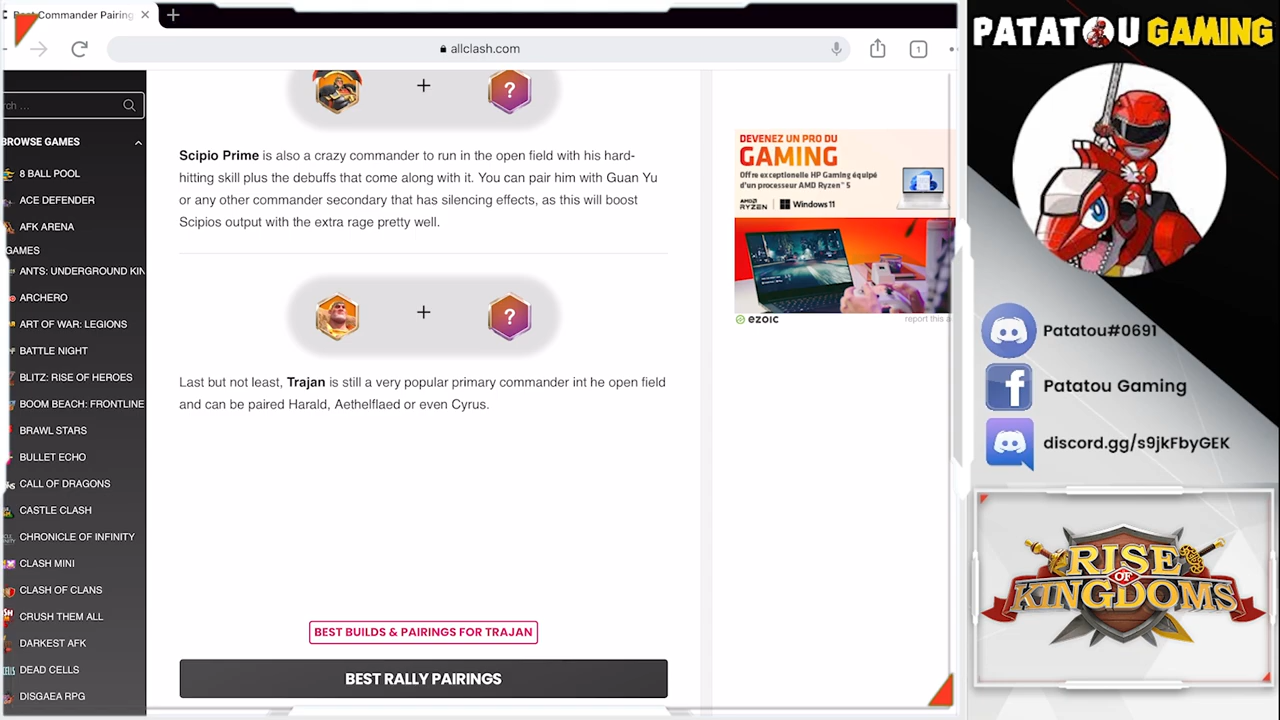 Commander Pairing
allclash.com
PATATOU GAMING
BROWSE GAMES
8 BALL POOL
ACE DEFENDER
AFK ARENA
GAMES
ANTS: UNDERGROUND KIN
ARCHERO
ART OF WAR: LEGIONS
BATTLE NIGHT
BLITZ: RISE OF HEROES
BOOM BEACH: FRONTLINE
BRAWL STARS
BULLET ECHO
CALL OF DRAGONS
CASTLE CLASH
CHRONICLE OF INFINITY
CLASH MINI
CLASH OF CLANS
CRUSH THEM ALL
DARKEST AFK
DEAD CELLS
DISGAEA RPG
+ ?
Scipio Prime is also a crazy commander to run in the open field with his hard-
hitting skill plus the debuffs that come along with it. You can pair him with Guan Yu
or any other commander secondary that has silencing effects, as this will boost
Scipios output with the extra rage pretty well.
+ ?
Last but not least, Trajan is still a very popular primary commander int he open field
and can be paired Harald, Aethelflaed or even Cyrus.
BEST BUILDS & PAIRINGS FOR TRAJAN
BEST RALLY PAIRINGS
DEVENEZ UN PRO DU
GAMING
Offre exceptionelle HP Gaming équipé
d'un processeur AMD Ryzen™ 5
AMD
RYZEN
Windows 11
ezoic
report this a
Patatou#0691
Patatou Gaming
discord.gg/s9jkFbyGEK
RISE
OF
KINGDOMS